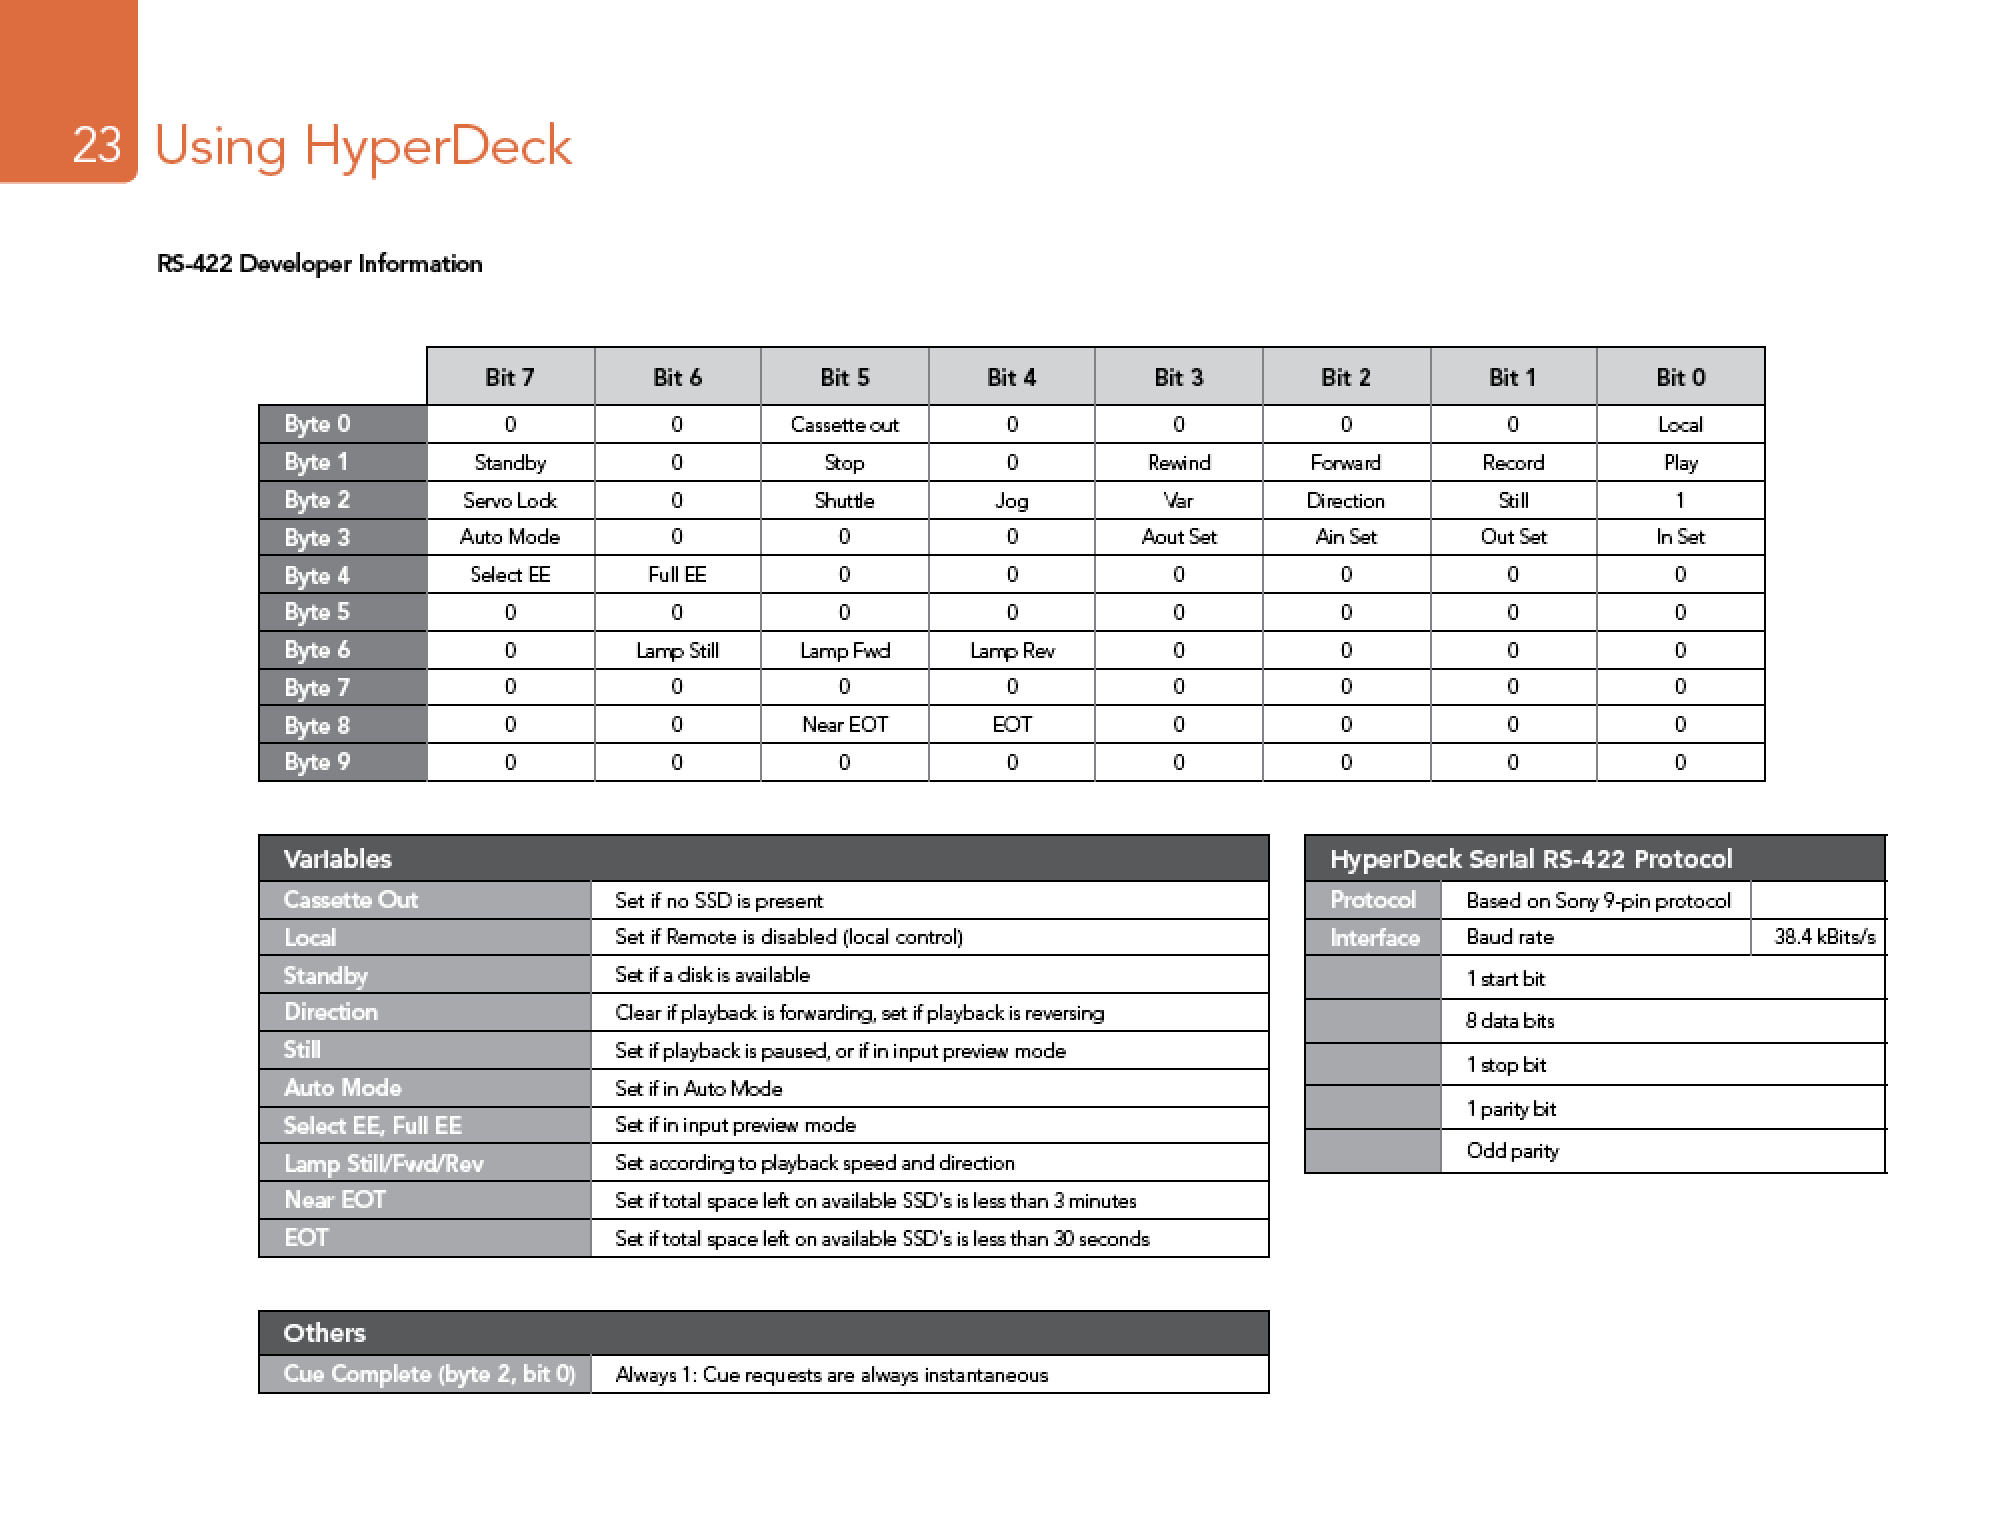 23 Using HyperDeck
RS-422 Developer Information
Bit 7 Bit 6 Bit 5 Bit 4 Bit 3 Bit 2 Bit 1 Bit 0
Byte 0 0 0 Cassette out 0 0 0 0 Local
Byte 1 Standby 0 Stop 0 Rewind Forward Record Play
Byte 2 Servo Lock 0 Shuttle Jog Var Direction Still 1
Byte 3 Auto Mode 0 0 0 Aout Set Ain Set Out Set In Set
Byte 4 Select EE Full EE 0 0 0 0 0 0
Byte 5 0 0 0 0 0 0 0 0
Byte 6 0 Lamp Still Lamp Fwd Lamp Rev 0 0 0 0
Byte 7 0 0 0 0 0 0 0 0
Byte 8 0 0 Near EOT EOT 0 0 0 0
Byte 9 0 0 0 0 0 0 0 0
Variables
Cassette Out Set if no SSD is present
Local Set if Remote is disabled (local control)
Standby Set if a disk is available
Direction Clear if playback is forwarding, set if playback is reversing
Still Set if playback is paused, or if in input preview mode
Auto Mode Set if in Auto Mode
Select EE, Full EE Set if in input preview mode
Lamp Still/Fwd/Rev Set according to playback speed and direction
Near EOT Set if total space left on available SSD's is less than 3 minutes
EOT Set if total space left on available SSD's is less than 30 seconds
HyperDeck Serial RS-422 Protocol
Protocol Based on Sony 9-pin protocol
Interface Baud rate 38.4 kBits/s
1 start bit
8 data bits
1 stop bit
1 parity bit
Odd parity
Others
Cue Complete (byte 2, bit 0) Always 1: Cue requests are always instantaneous